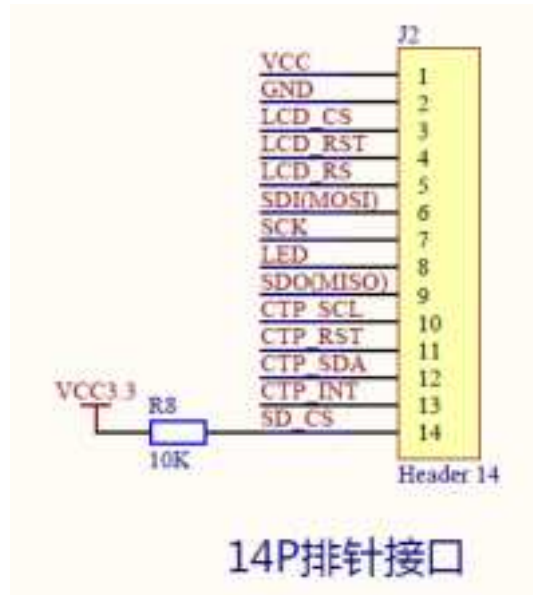 J2
VCC 1
GND 2
LCD_CS 3
LCD_RST 4
LCD_RS 5
SDI(MOSI) 6
SCK 7
LED 8
SDO(MISO) 9
CTP_SCL 10
CTP_RST 11
CTP_SDA 12
CTP_INT 13
VCC3.3
R8
SD_CS 14
10K
Header 14
14P排针接口